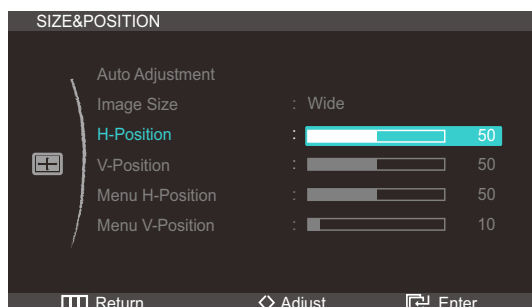 SIZE&POSITION
Auto Adjustment
Image Size : Wide
H-Position : 50
V-Position : 50
Menu H-Position : 50
Menu V-Position : 10
Return Adjust Enter